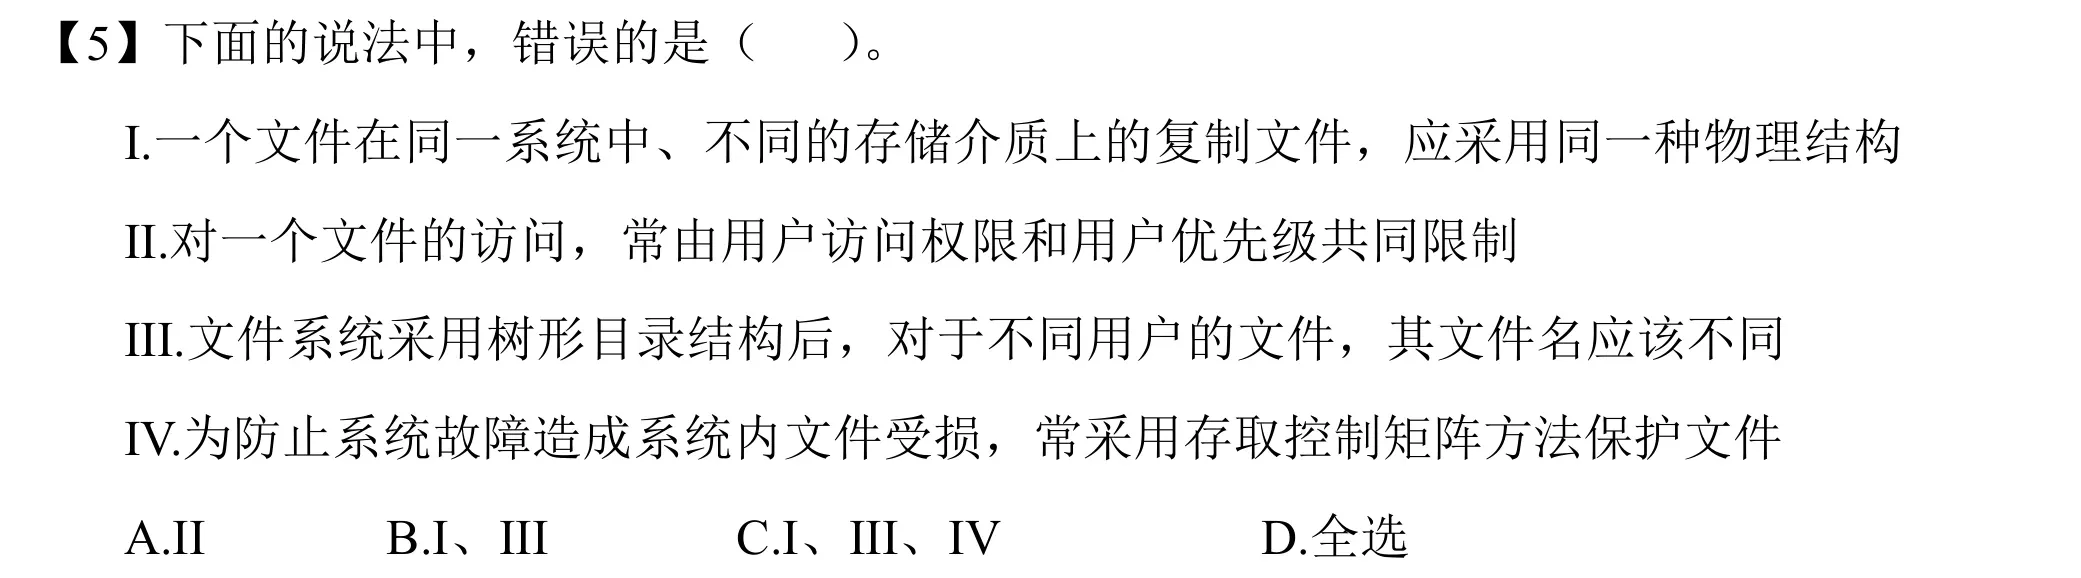 【5】下面的说法中，错误的是（ ）。
I.一个文件在同一系统中、不同的存储介质上的复制文件，应采用同一种物理结构
II.对一个文件的访问，常由用户访问权限和用户优先级共同限制
III.文件系统采用树形目录结构后，对于不同用户的文件，其文件名应该不同
IV.为防止系统故障造成系统内文件受损，常采用存取控制矩阵方法保护文件
A.II B.I、III C.I、III、IV D.全选